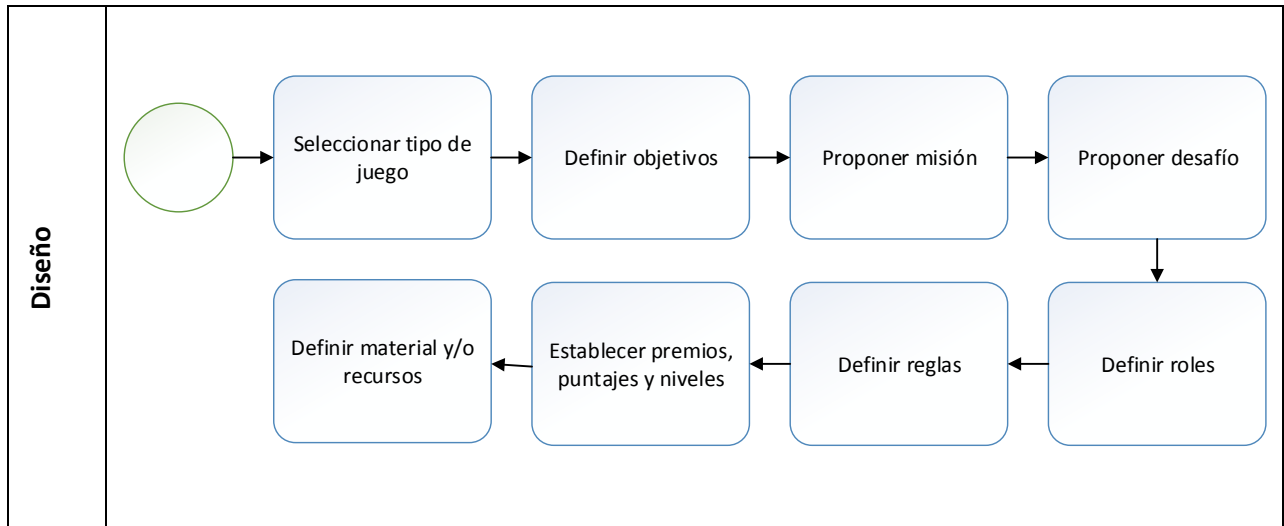 Diseño
Seleccionar tipo de
juego
Definir objetivos
Proponer misión
Proponer desafío
Definir roles
Definir reglas
Establecer premios,
puntajes y niveles
Definir material y/o
recursos